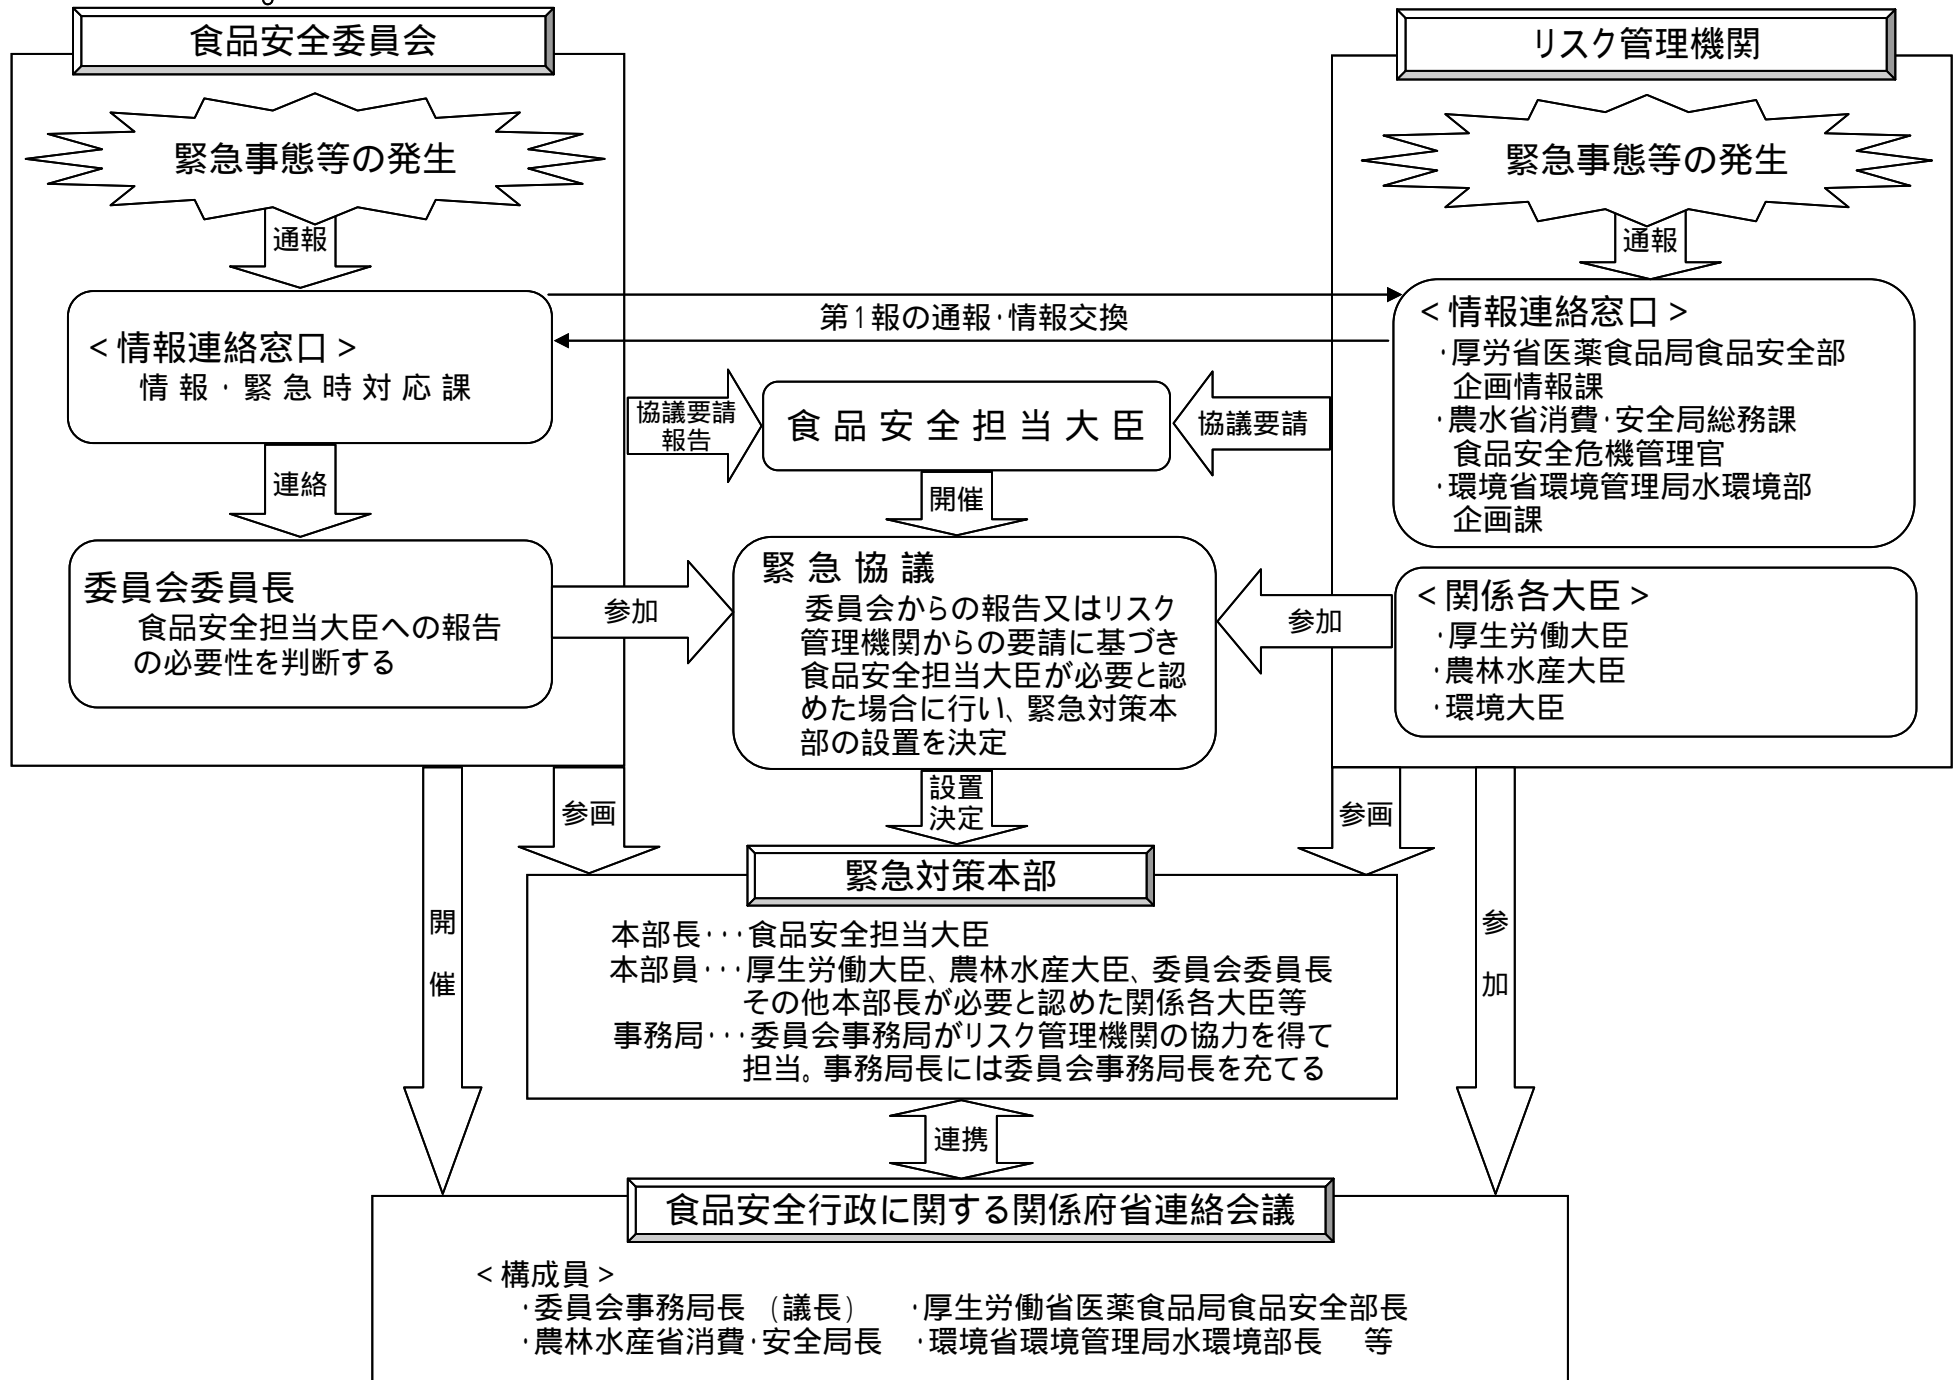 食品安全委員会
緊急事態等の発生
通報
<情報連絡窓口>
情報・緊急時対応課
連絡
委員会委員長
食品安全担当大臣への報告
の必要性を判断する
リスク管理機関
緊急事態等の発生
通報
<情報連絡窓口>
・厚労省医薬食品局食品安全部
企画情報課
・農水省消費・安全局総務課
食品安全危機管理官
・環境省環境管理局水環境部
企画課
<関係各大臣>
・厚生労働大臣
・農林水産大臣
・環境大臣
第1報の通報・情報交換
協議要請
報告
食品安全担当大臣
協議要請
開催
参加
緊急協議
委員会からの報告又はリスク
管理機関からの要請に基づき
食品安全担当大臣が必要と認
めた場合に行い、緊急対策本
部の設置を決定
参加
参画
設置
決定
参画
開催
参加
緊急対策本部
本部長・・・食品安全担当大臣
本部員・・・厚生労働大臣、農林水産大臣、委員会委員長
その他本部長が必要と認めた関係各大臣等
事務局・・・委員会事務局がリスク管理機関の協力を得て
担当。事務局長には委員会事務局長を充てる
連携
食品安全行政に関する関係府省連絡会議
<構成員>
・委員会事務局長 (議長) ・厚生労働省医薬食品局食品安全部長
・農林水産省消費・安全局長 ・環境省環境管理局水環境部長 等